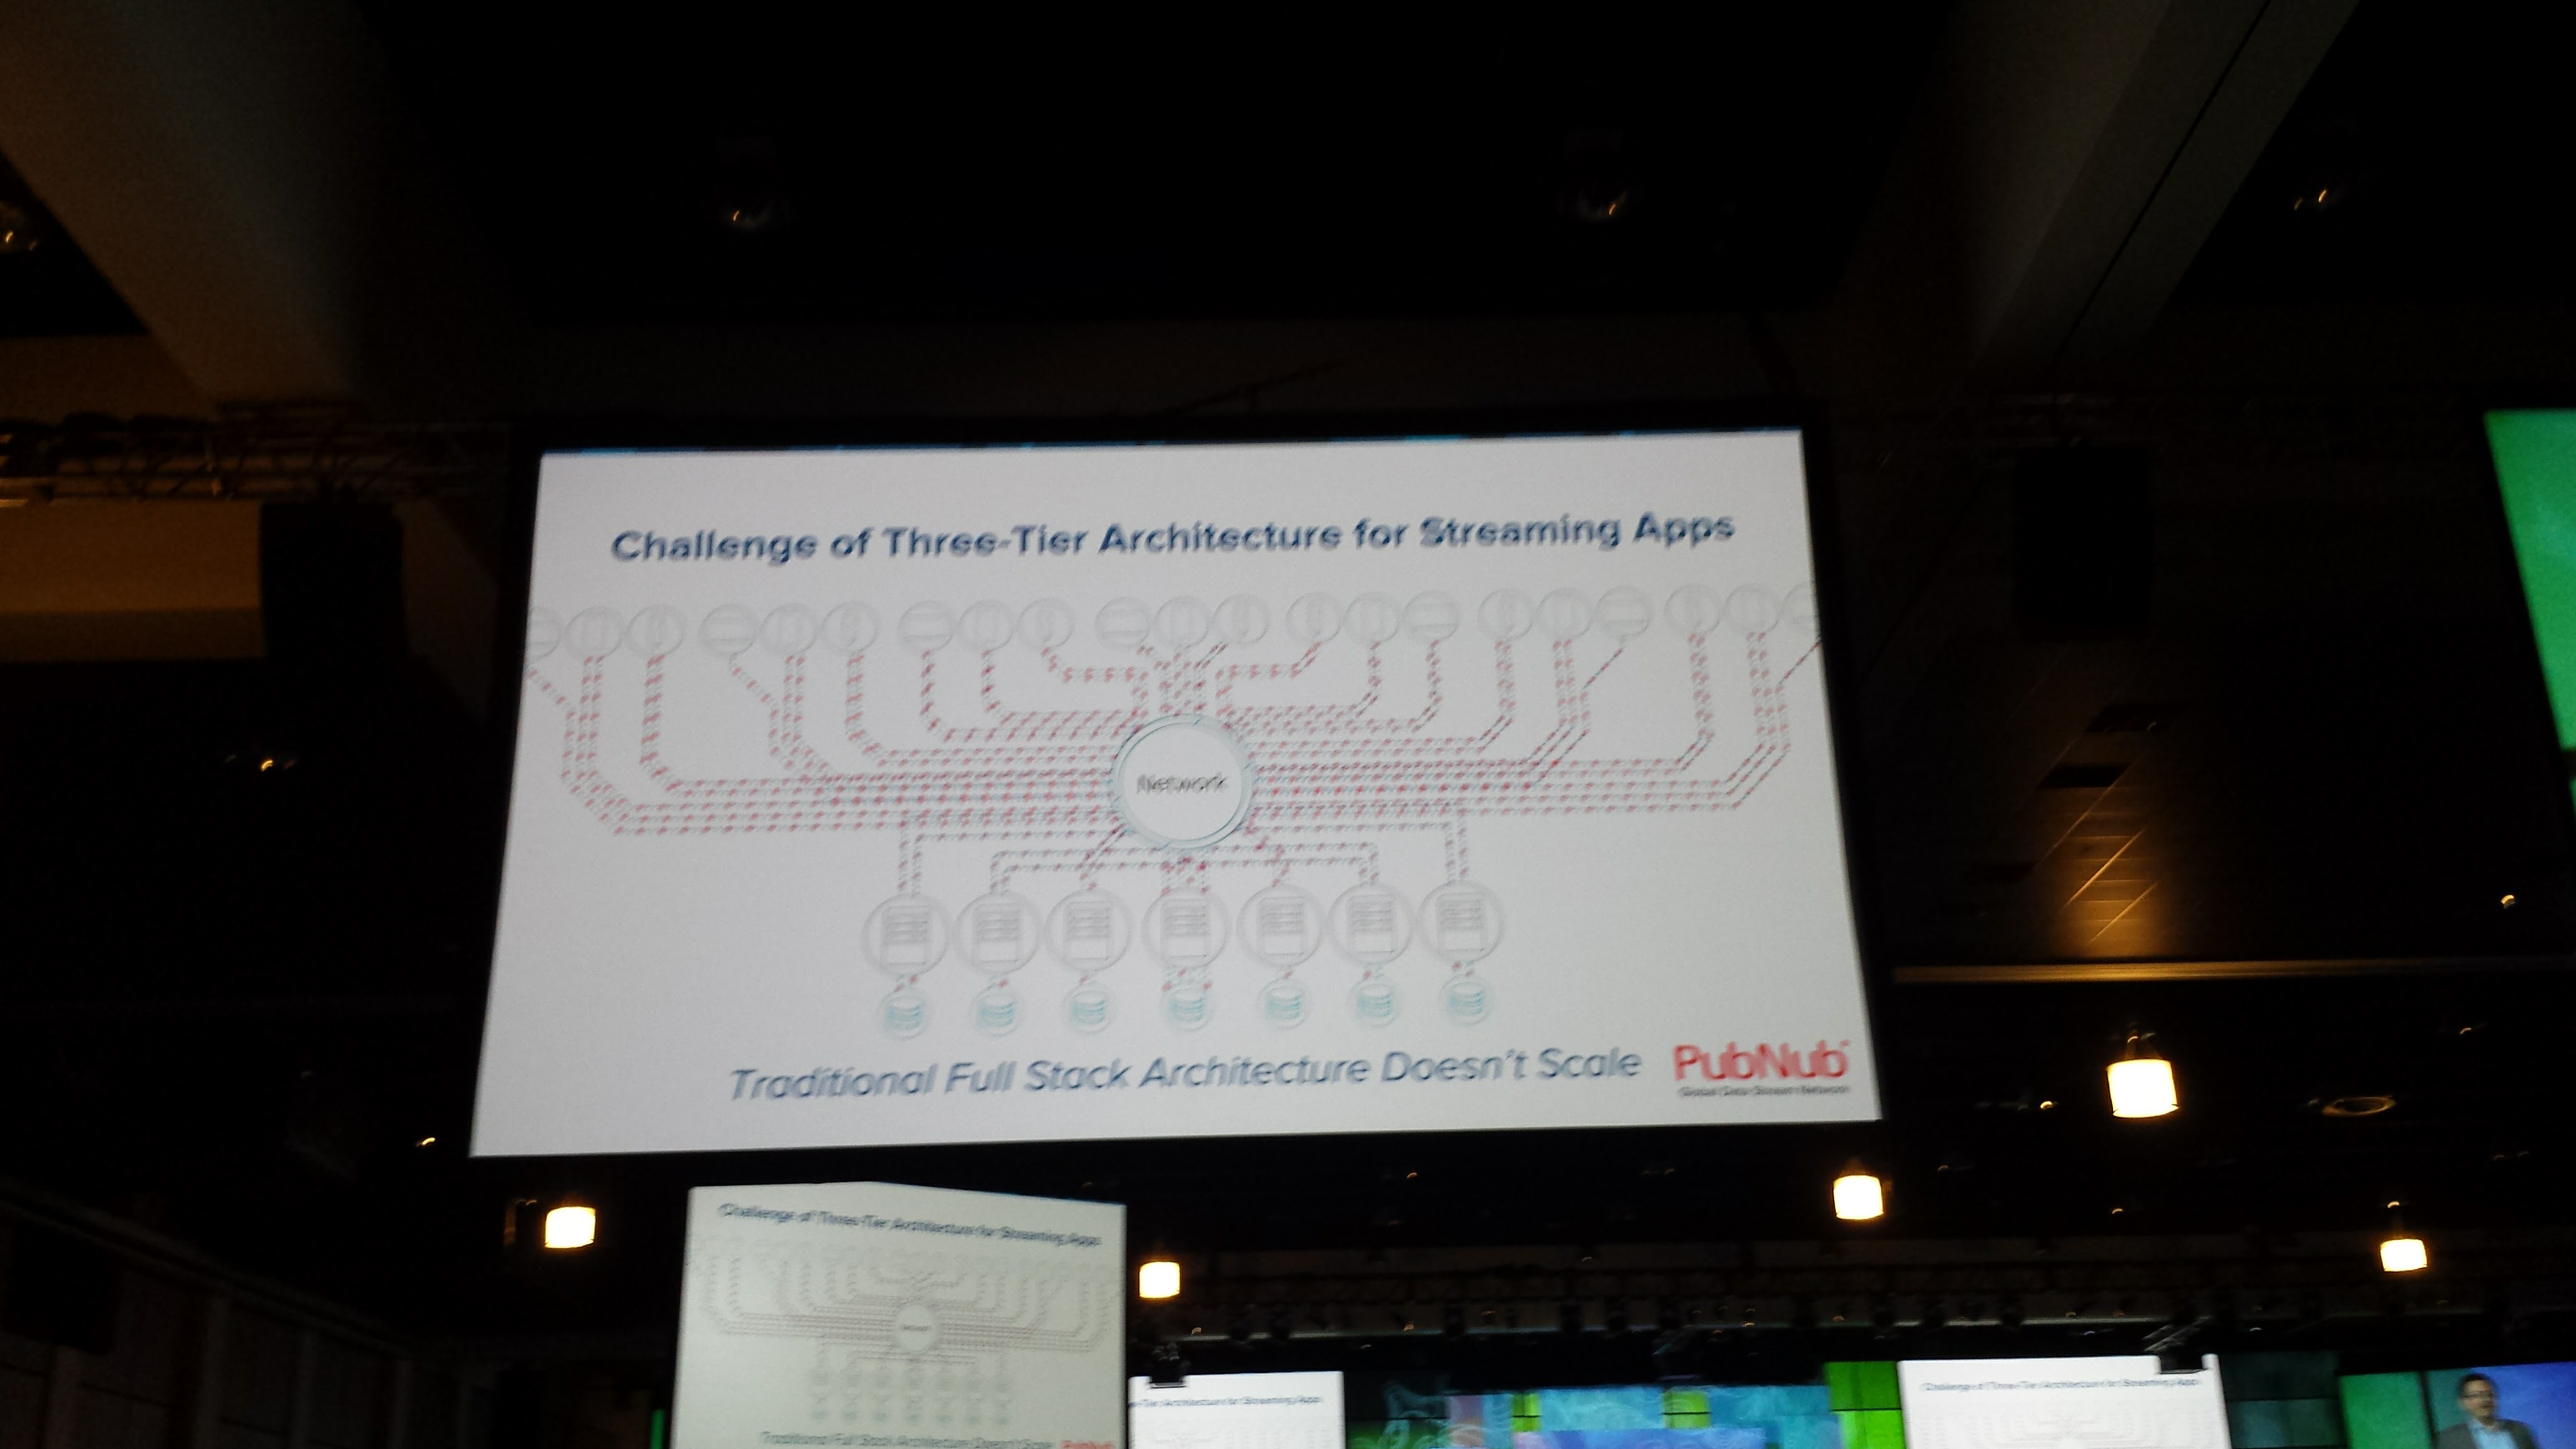 Challenge of Three-Tier Architecture for Streaming Apps
Network
Traditional Full Stack Architecture Doesn't Scale
PubNub
Global Data Stream Network
Challenge of Three-Tier Architecture for Streaming Apps
Traditional Full Stack Architecture Doesn't Scale
PubNub
-Tier Architecture for Streaming Apps
Challenge of Three-Tier Architecture for Streaming Apps